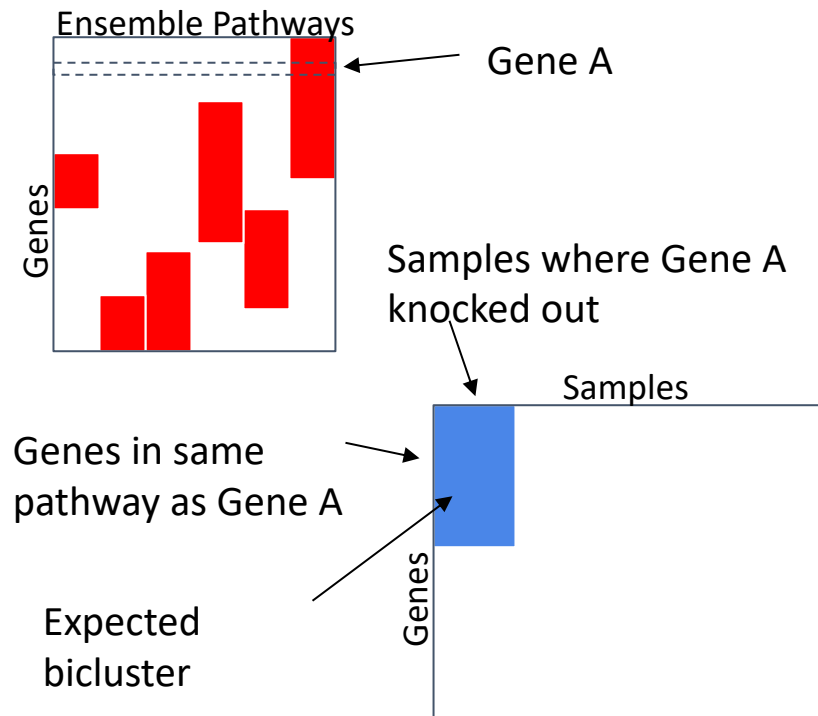 Ensemble Pathways
Gene A
Genes
Samples where Gene A
knocked out
Samples
Genes in same
pathway as Gene A
Genes
Expected
bicluster